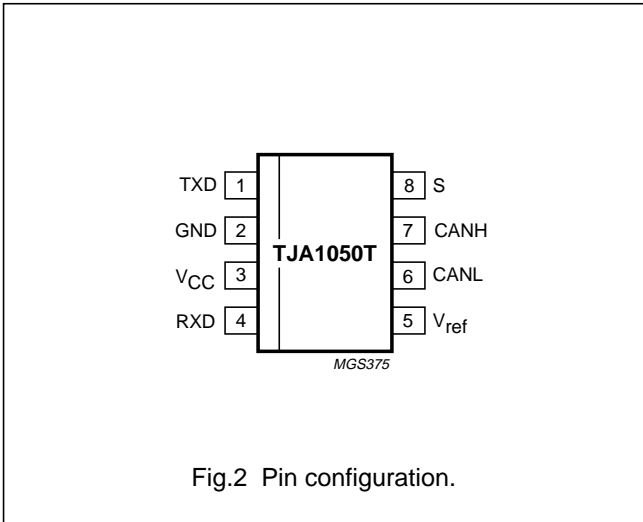 TXD 1 8 S
GND 2 7 CANH
TJA1050T
VCC 3 6 CANL
RXD 4 5 Vref
MGS375
Fig.2 Pin configuration.